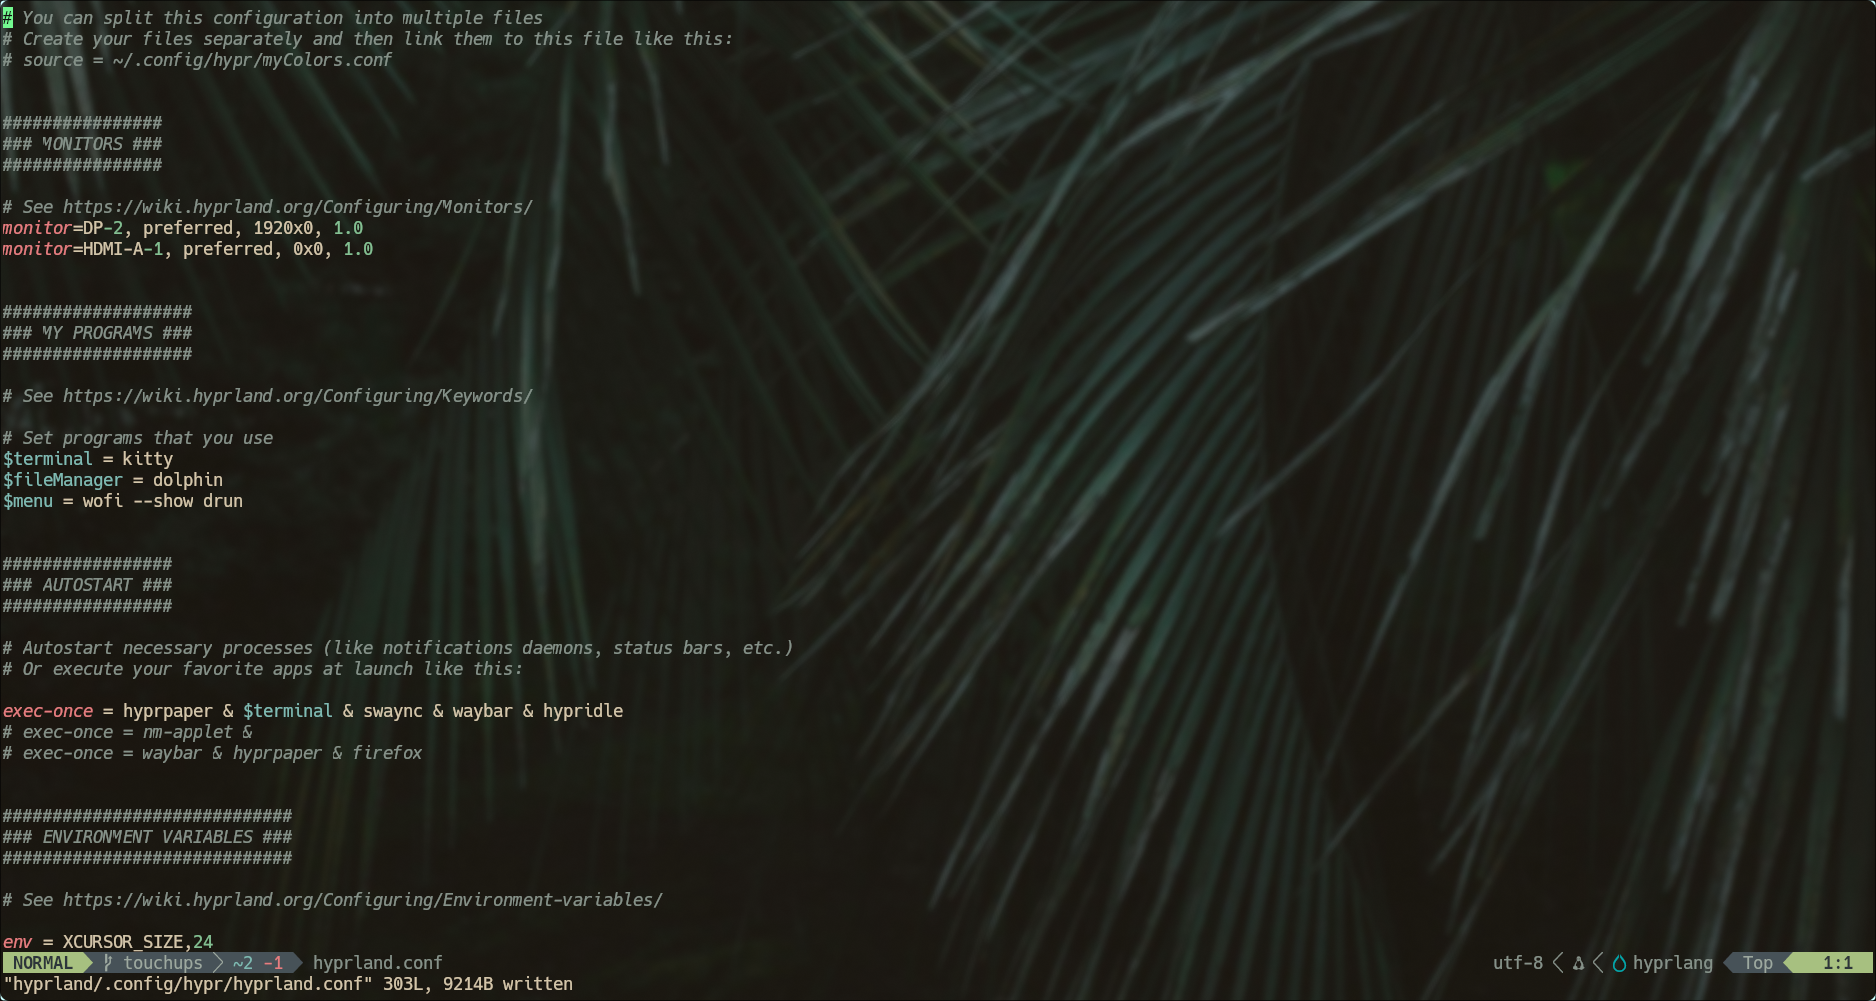 # You can split this configuration into multiple files
# Create your files separately and then link them to this file like this:
# source = ~/.config/hypr/myColors.conf
################
### MONITORS ###
################
# See https://wiki.hyprland.org/Configuring/Monitors/
monitor=DP-2, preferred, 1920x0, 1.0
monitor=HDMI-A-1, preferred, 0x0, 1.0
###################
### MY PROGRAMS ###
###################
# See https://wiki.hyprland.org/Configuring/Keywords/
# Set programs that you use
$terminal = kitty
$fileManager = dolphin
$menu = wofi --show drun
#################
### AUTOSTART ###
#################
# Autostart necessary processes (like notifications daemons, status bars, etc.)
# Or execute your favorite apps at launch like this:
exec-once = hyprpaper & $terminal & swaync & waybar & hypridle
# exec-once = nm-applet &
# exec-once = waybar & hyprpaper & firefox
#############################
### ENVIRONMENT VARIABLES ###
#############################
# See https://wiki.hyprland.org/Configuring/Environment-variables/
env = XCURSOR_SIZE,24
NORMAL touchups ~2 -1 hyprland.conf utf-8 hyprlang Top 1:1
"hyprland/.config/hypr/hyprland.conf" 303L, 9214B written